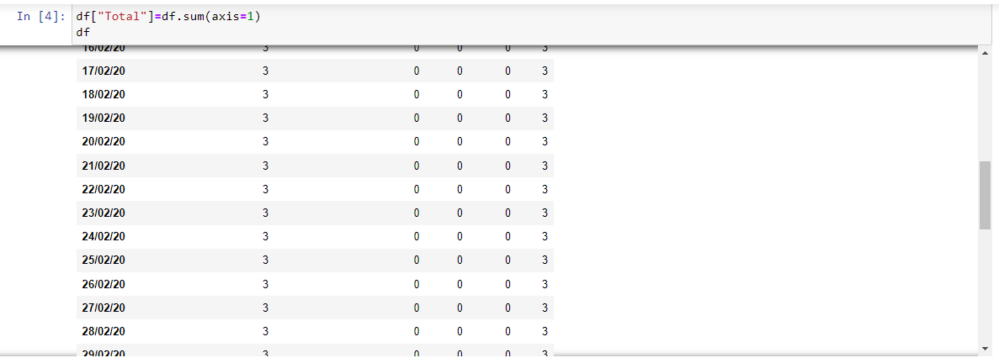 In [4]: df["Total"]=df.sum(axis=1)
df
16/02/20 3 0 0 0 3
17/02/20 3 0 0 0 3
18/02/20 3 0 0 0 3
19/02/20 3 0 0 0 3
20/02/20 3 0 0 0 3
21/02/20 3 0 0 0 3
22/02/20 3 0 0 0 3
23/02/20 3 0 0 0 3
24/02/20 3 0 0 0 3
25/02/20 3 0 0 0 3
26/02/20 3 0 0 0 3
27/02/20 3 0 0 0 3
28/02/20 3 0 0 0 3
29/02/20 3 0 0 0 3